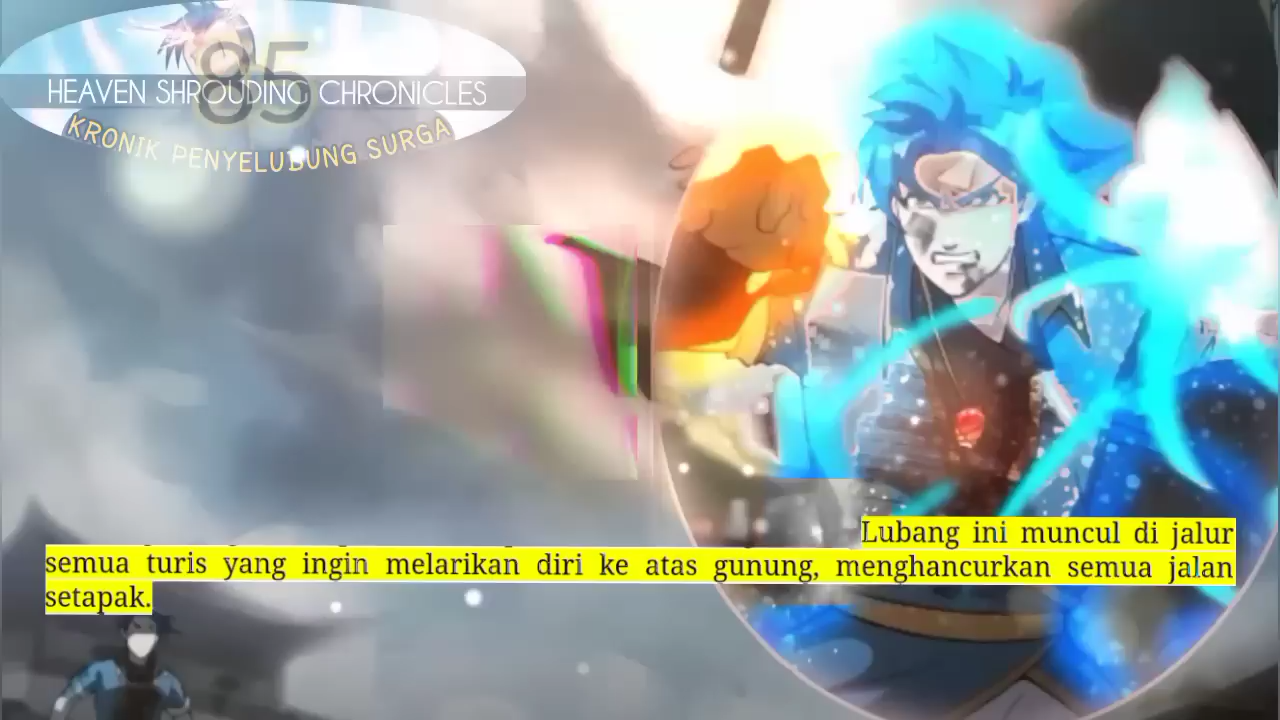 85
HEAVEN SHROUDING CHRONICLES
KRONIK PENYELUBUNG SURGA
Lubang ini muncul di jalur
semua turis yang ingin melarikan diri ke atas gunung, menghancurkan semua jalan
setapak.